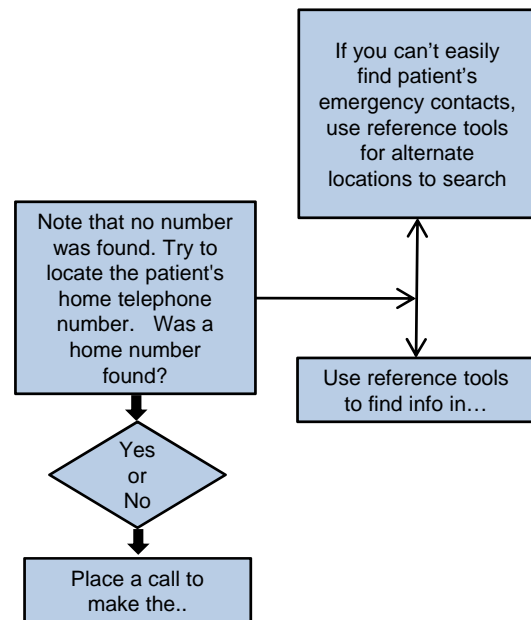 If you can’t easily
find patient’s
emergency contacts,
use reference tools
for alternate
locations to search
Note that no number
was found. Try to
locate the patient's
home telephone
number. Was a
home number
found?
Use reference tools
to find info in…
Yes
or
No
Place a call to
make the..